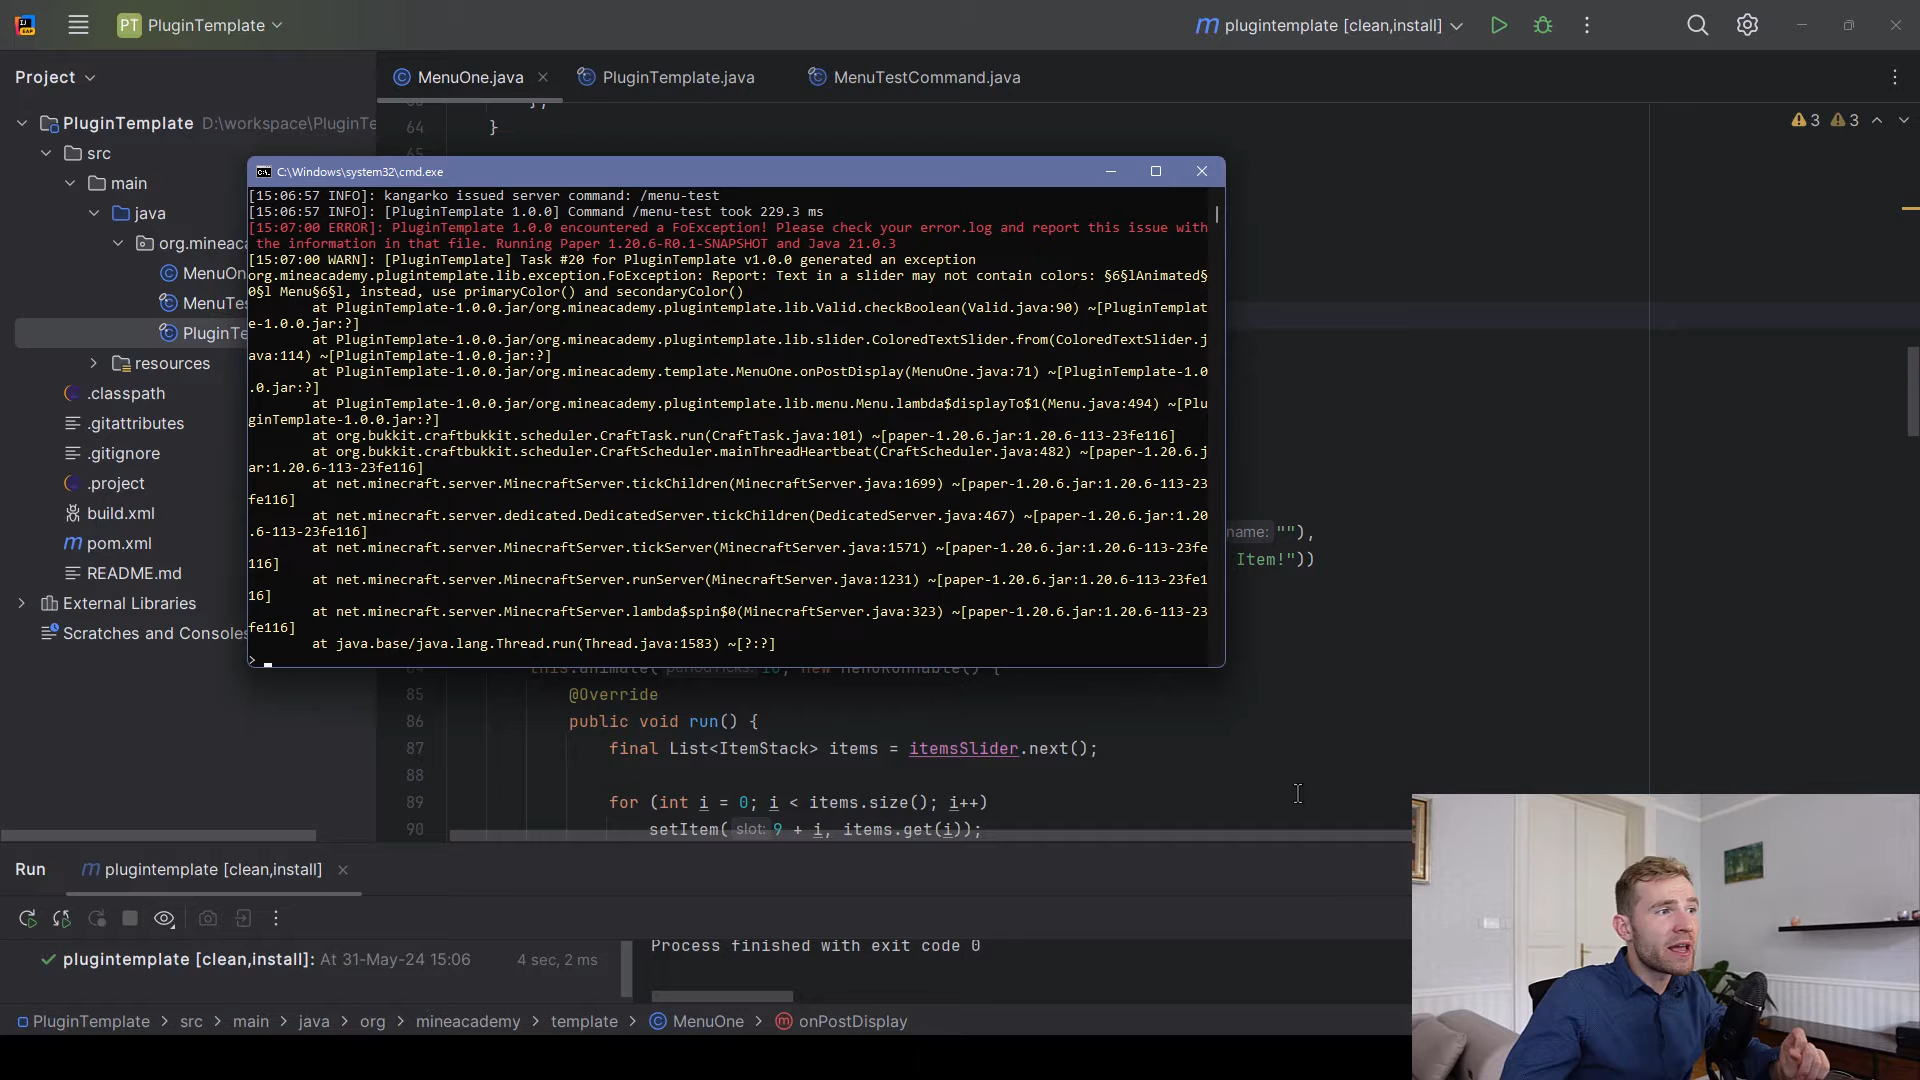 PT PluginTemplate
plugintemplate [clean,install]
Project
MenuOne.java
PluginTemplate.java
MenuTestCommand.java
PluginTemplate D:\workspace\PluginTe
src
main
java
org.mineac
MenuOn
MenuTes
PluginTe
resources
.classpath
.gitattributes
.gitignore
.project
build.xml
pom.xml
README.md
External Libraries
Scratches and Consoles
64 }
65
3 3
C:\Windows\system32\cmd.exe
[15:06:57 INFO]: kangarko issued server command: /menu-test
[15:06:57 INFO]: [PluginTemplate 1.0.0] Command /menu-test took 229.3 ms
[15:07:00 ERROR]: PluginTemplate 1.0.0 encountered a FoException! Please check your error.log and report this issue with
the information in that file. Running Paper 1.20.6-R0.1-SNAPSHOT and Java 21.0.3
[15:07:00 WARN]: [PluginTemplate] Task #20 for PluginTemplate v1.0.0 generated an exception
org.mineacademy.plugintemplate.lib.exception.FoException: Report: Text in a slider may not contain colors: §6§lAnimated§
0§l Menu§6§l, instead, use primaryColor() and secondaryColor()
at PluginTemplate-1.0.0.jar/org.mineacademy.plugintemplate.lib.Valid.checkBoolean(Valid.java:90) ~[PluginTemplat
e-1.0.0.jar:?]
at PluginTemplate-1.0.0.jar/org.mineacademy.plugintemplate.lib.slider.ColoredTextSlider.from(ColoredTextSlider.j
ava:114) ~[PluginTemplate-1.0.0.jar:?]
at PluginTemplate-1.0.0.jar/org.mineacademy.template.MenuOne.onPostDisplay(MenuOne.java:71) ~[PluginTemplate-1.0
.0.jar:?]
at PluginTemplate-1.0.0.jar/org.mineacademy.plugintemplate.lib.menu.Menu.lambda$displayTo$1(Menu.java:494) ~[Plu
ginTemplate-1.0.0.jar:?]
at org.bukkit.craftbukkit.scheduler.CraftTask.run(CraftTask.java:101) ~[paper-1.20.6.jar:1.20.6-113-23fe116]
at org.bukkit.craftbukkit.scheduler.CraftScheduler.mainThreadHeartbeat(CraftScheduler.java:482) ~[paper-1.20.6.j
ar:1.20.6-113-23fe116]
at net.minecraft.server.MinecraftServer.tickChildren(MinecraftServer.java:1699) ~[paper-1.20.6.jar:1.20.6-113-23
fe116]
at net.minecraft.server.dedicated.DedicatedServer.tickChildren(DedicatedServer.java:467) ~[paper-1.20.6.jar:1.20
.6-113-23fe116]
at net.minecraft.server.MinecraftServer.tickServer(MinecraftServer.java:1571) ~[paper-1.20.6.jar:1.20.6-113-23fe
116]
at net.minecraft.server.MinecraftServer.runServer(MinecraftServer.java:1231) ~[paper-1.20.6.jar:1.20.6-113-23fe1
16]
at net.minecraft.server.MinecraftServer.lambda$spin$0(MinecraftServer.java:323) ~[paper-1.20.6.jar:1.20.6-113-23
fe116]
at java.base/java.lang.Thread.run(Thread.java:1583) ~[?:?]
>
name: ""),
Item!"))
85 @Override
86 public void run() {
87 final List<ItemStack> items = itemsSlider.next();
88
89 for (int i = 0; i < items.size(); i++)
90 setItem( slot: 9 + i, items.get(i));
Run
plugintemplate [clean,install]
plugintemplate [clean,install]: At 31-May-24 15:06 4 sec, 2 ms
Process finished with exit code 0
PluginTemplate > src > main > java > org > mineacademy > template > MenuOne > onPostDisplay